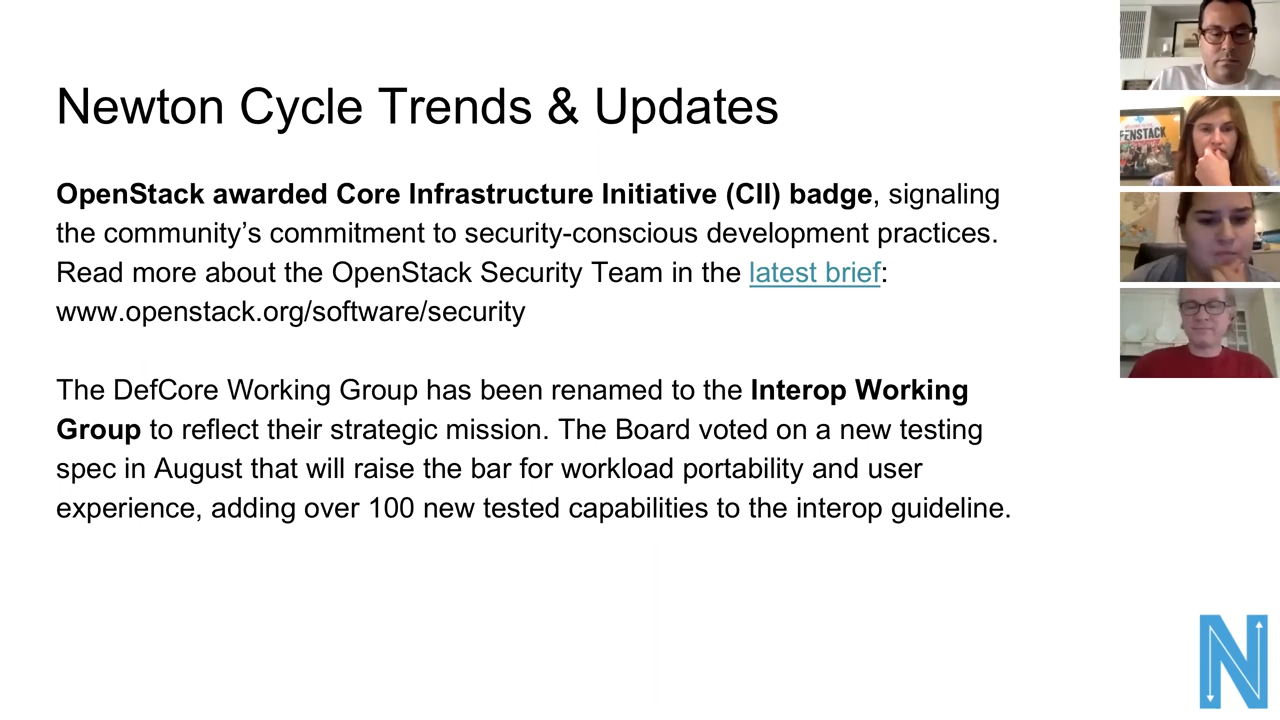 Newton Cycle Trends & Updates
OpenStack awarded Core Infrastructure Initiative (CII) badge, signaling
the community’s commitment to security-conscious development practices.
Read more about the OpenStack Security Team in the latest brief:
www.openstack.org/software/security
The DefCore Working Group has been renamed to the Interop Working
Group to reflect their strategic mission. The Board voted on a new testing
spec in August that will raise the bar for workload portability and user
experience, adding over 100 new tested capabilities to the interop guideline.
ENSTACK
N